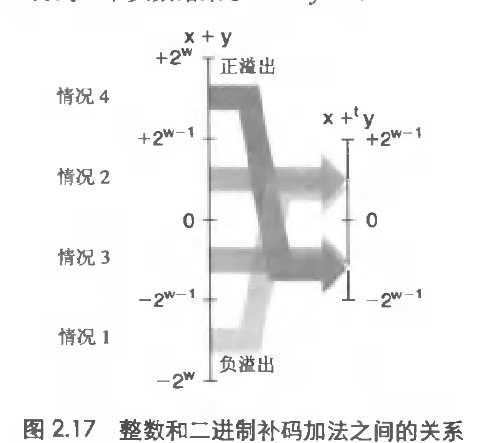 x + y
+2^w
正溢出
情况 4
x +^t y
+2^{w-1}
+2^{w-1}
情况 2
0
0
情况 3
-2^{w-1}
-2^{w-1}
情况 1
负溢出
-2^w
图 2.17 整数和二进制补码加法之间的关系